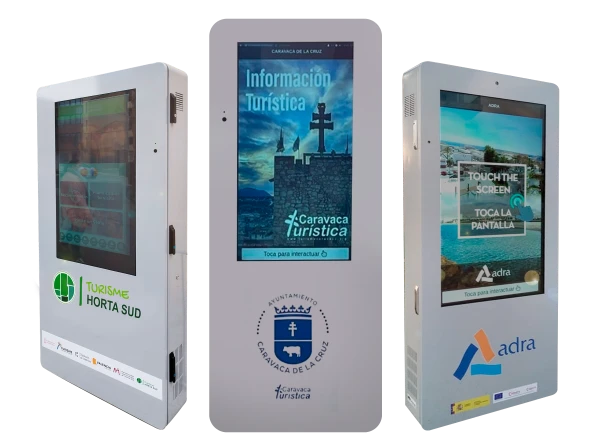 TURISME
HORTA SUD
CARAVACA DE LA CRUZ
Información
Turística
Caravaca
Turística
Toca para interactuar
AYUNTAMIENTO
CARAVACA DE LA CRUZ
Caravaca
Turística
ADRA
TOUCH THE
SCREEN
TOCA LA
PANTALLA
adra
Toca para interactuar
adra